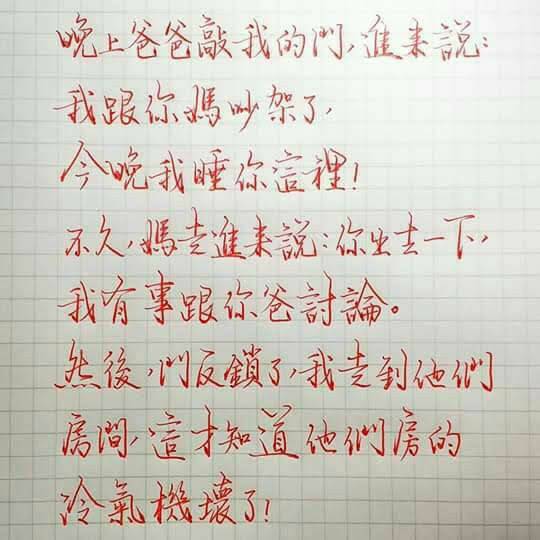 晚上爸爸敲我的門,進來說:
我跟你媽吵架了,
今晚我睡你這裡!
不久,媽走進來說:你出去一下,
我有事跟你爸討論。
然後,門反鎖了,我走到他們
房間,這才知道他們房的
冷氣機壞了!